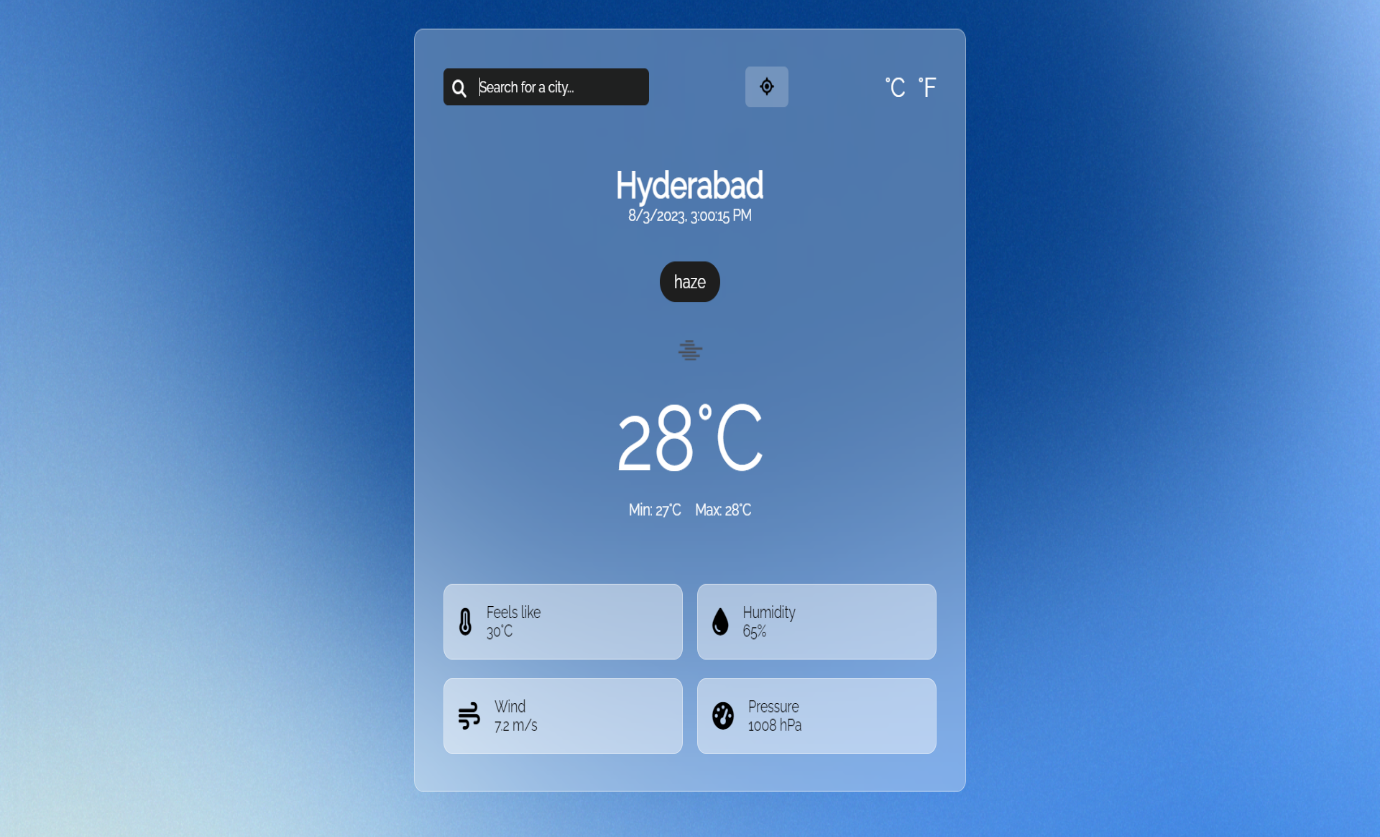 Search for a city...
°C °F
Hyderabad
8/3/2023, 3:00:15 PM
haze
28°C
Min: 27°C Max: 28°C
Feels like
30°C
Humidity
65%
Wind
7.2 m/s
Pressure
1008 hPa